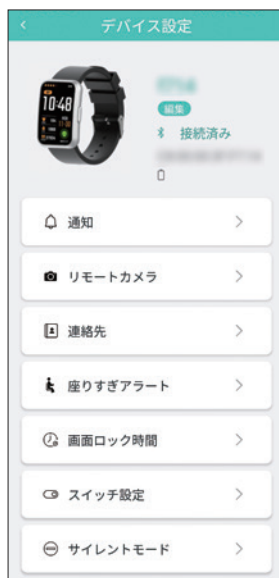 デバイス設定
10:48
編集
接続済み
通知
リモートカメラ
連絡先
座りすぎアラート
画面ロック時間
スイッチ設定
サイレントモード